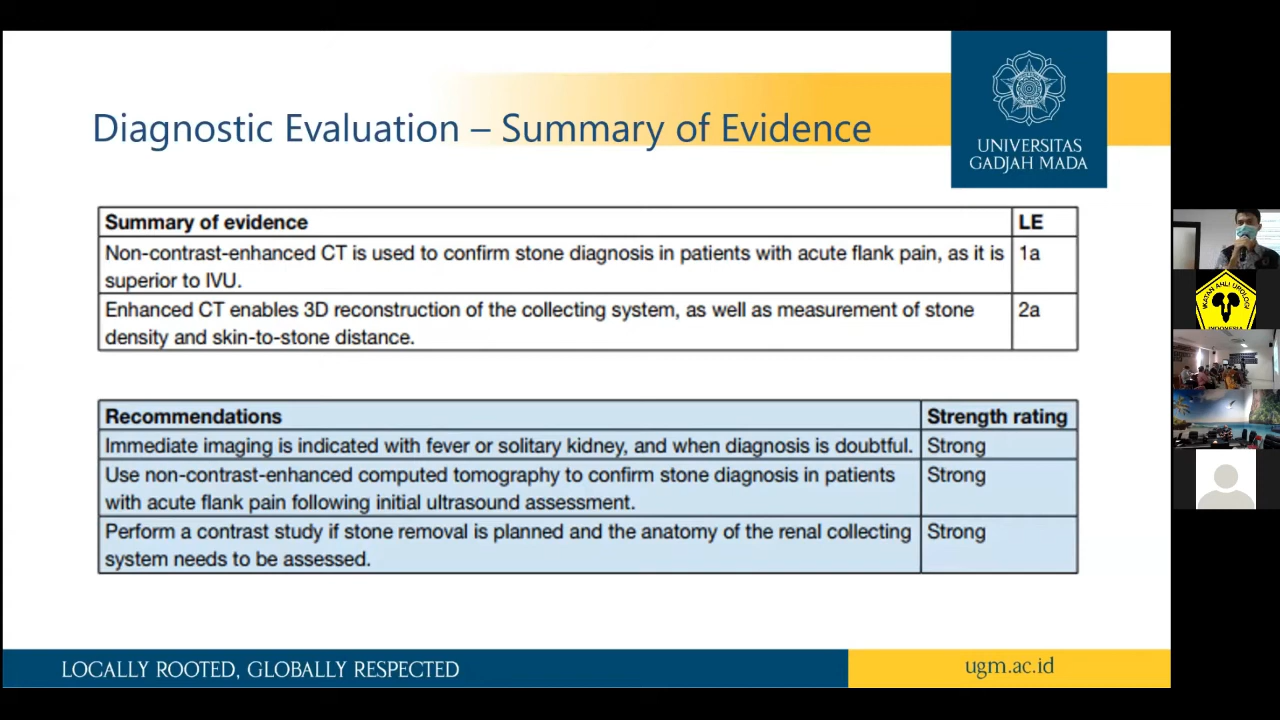 Diagnostic Evaluation – Summary of Evidence
UNIVERSITAS
GADJAH MADA
Summary of evidence LE
Non-contrast-enhanced CT is used to confirm stone diagnosis in patients with acute flank pain, as it is 1a
superior to IVU.
Enhanced CT enables 3D reconstruction of the collecting system, as well as measurement of stone 2a
density and skin-to-stone distance.
Recommendations Strength rating
Immediate imaging is indicated with fever or solitary kidney, and when diagnosis is doubtful. Strong
Use non-contrast-enhanced computed tomography to confirm stone diagnosis in patients Strong
with acute flank pain following initial ultrasound assessment.
Perform a contrast study if stone removal is planned and the anatomy of the renal collecting Strong
system needs to be assessed.
LOCALLY ROOTED, GLOBALLY RESPECTED
ugm.ac.id
IKATAN AHLI UROLOGI
INDONESIA